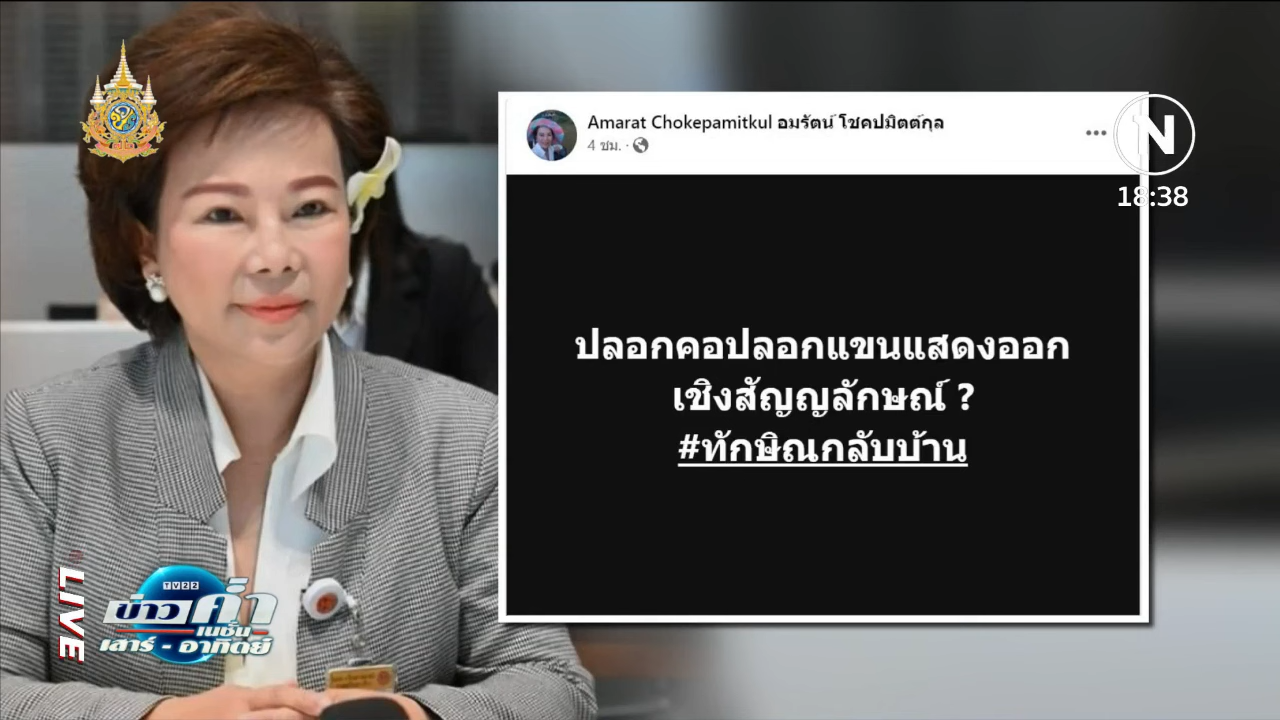 Amarat Chokepamitkul อมรัตน์ โชคปมิตต์กุล
4 ชม.
N
18:38
ปลอกคอปลอกแขนแสดงออก
เชิงสัญญลักษณ์ ?
#ทักษิณกลับบ้าน
LIVE
TV22
ข่าวค่ำ
เนชั่น
เสาร์ - อาทิตย์